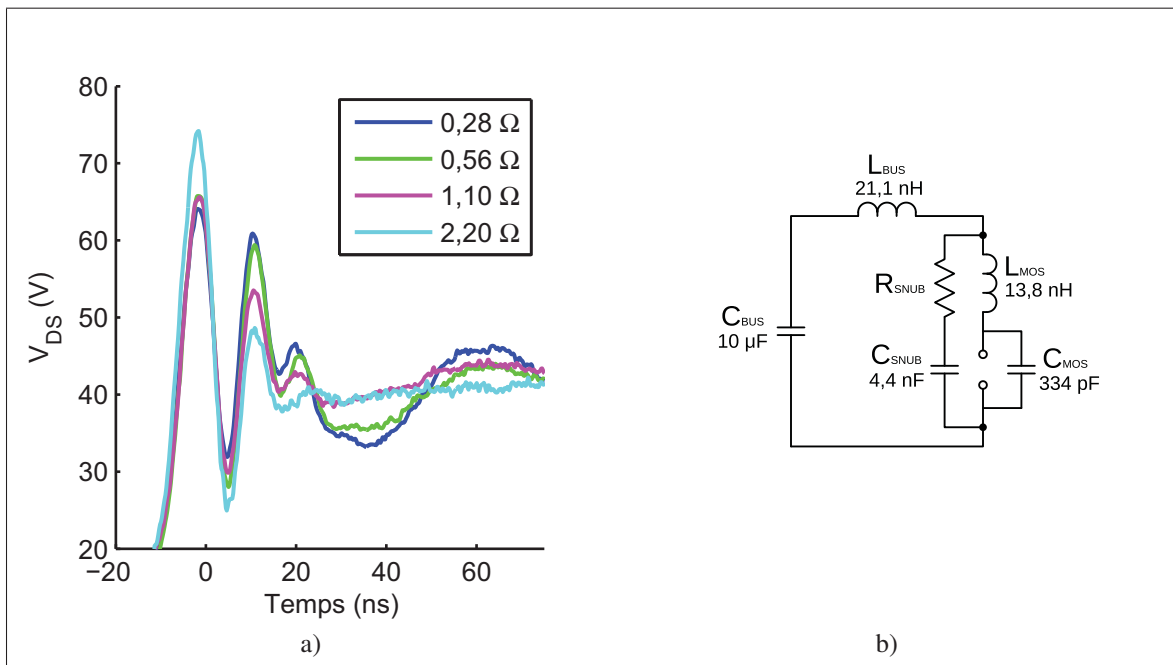 80
70
60
50
40
30
20
V_DS (V)
−20 0 20 40 60
Temps (ns)
0,28 Ω
0,56 Ω
1,10 Ω
2,20 Ω
a)
L_BUS
21,1 nH
R_SNUB
L_MOS
13,8 nH
C_BUS
10 µF
C_SNUB
4,4 nF
C_MOS
334 pF
b)